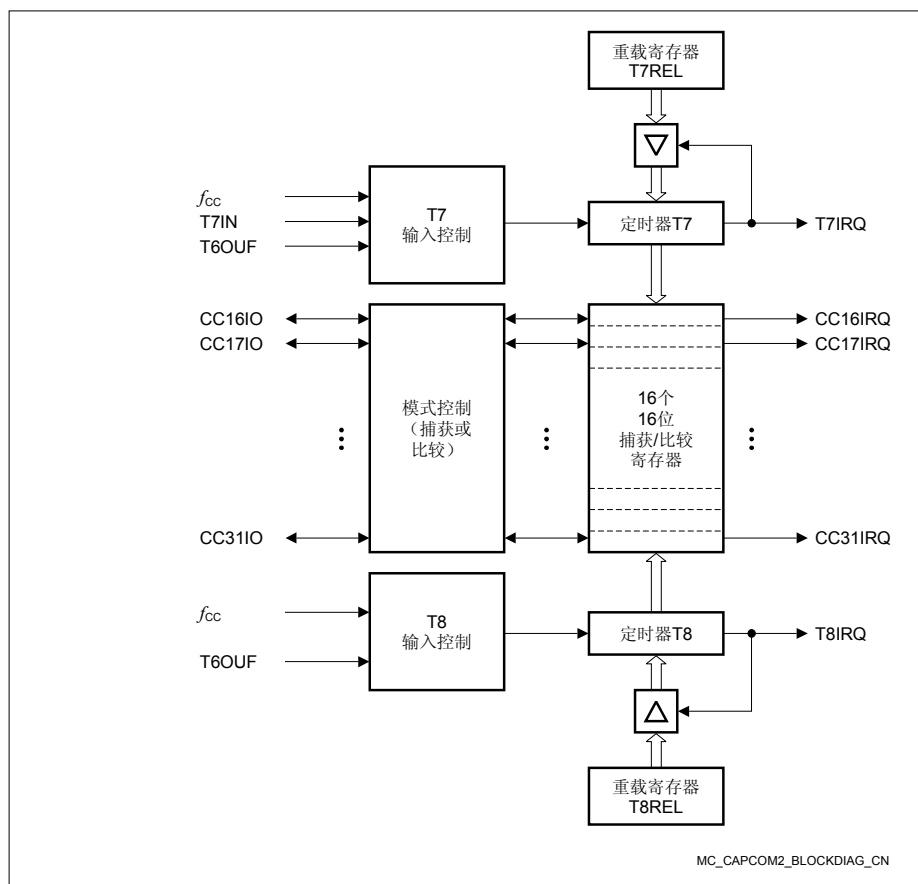 重载寄存器
T7REL
fCC
T7IN
T6OUF
T7
输入控制
定时器T7
T7IRQ
CC16IO
CC17IO
CC31IO
模式控制
（捕获或
比较）
16个
16位
捕获/比较
寄存器
CC16IRQ
CC17IRQ
CC31IRQ
fCC
T6OUF
T8
输入控制
定时器T8
T8IRQ
重载寄存器
T8REL
MC_CAPCOM2_BLOCKDIAG_CN